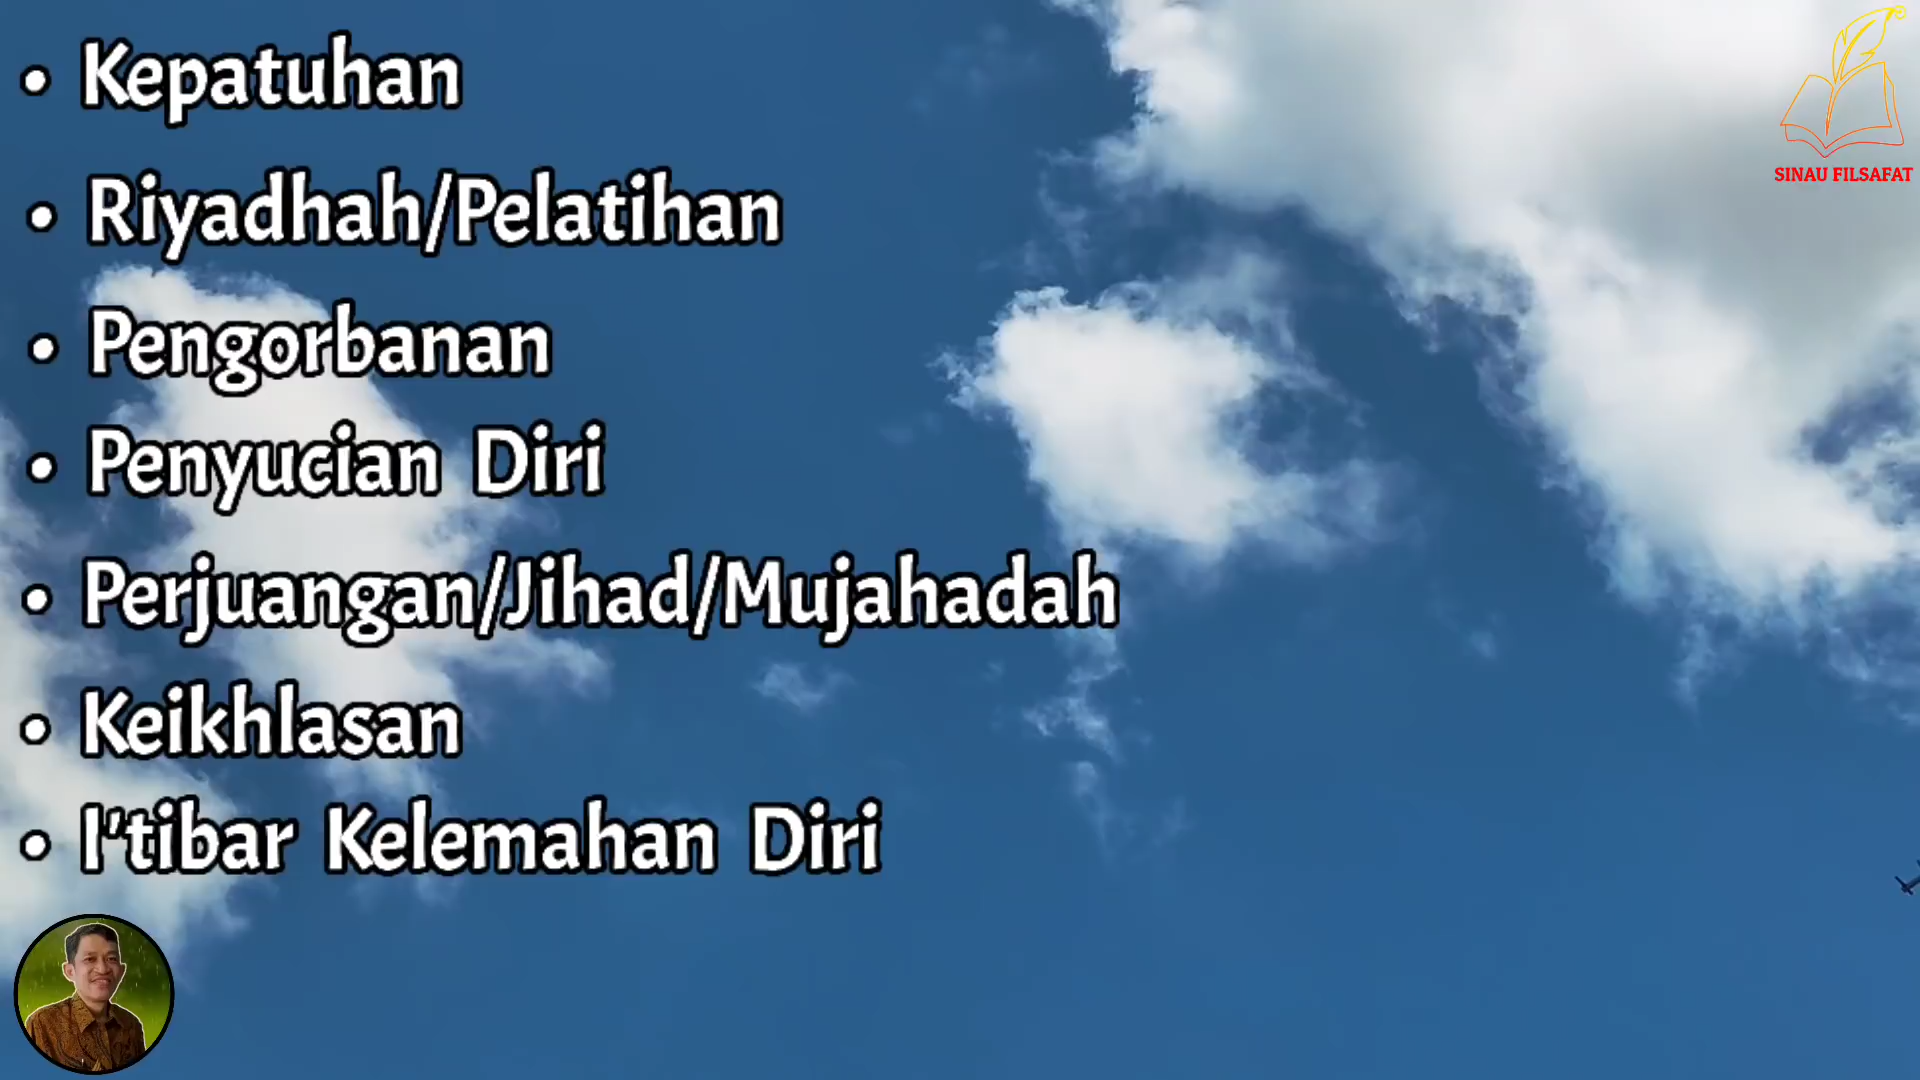 • Kepatuhan
• Riyadhah/Pelatihan
• Pengorbanan
• Penyucian Diri
• Perjuangan/Jihad/Mujahadah
• Keikhlasan
• I'tibar Kelemahan Diri
SINAU FILSAFAT